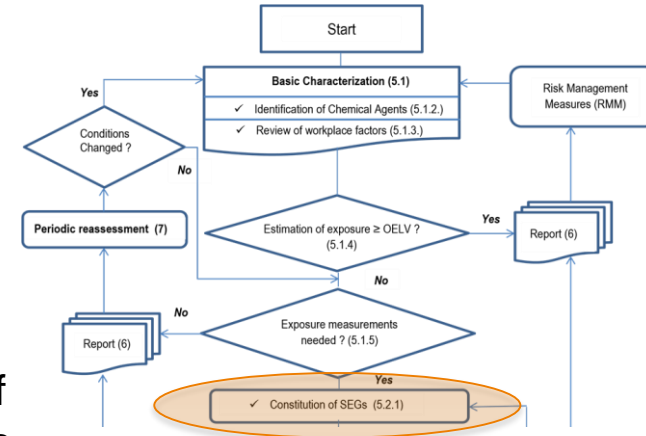 Start
Yes
Basic Characterization (5.1)
✓ Identification of Chemical Agents (5.1.2.)
✓ Review of workplace factors (5.1.3.)
Risk Management
Measures (RMM)
Conditions
Changed ?
No
Periodic reassessment (7)
Estimation of exposure ≥ OELV ?
(5.1.4)
Yes
Report (6)
No
No
Exposure measurements
needed ? (5.1.5)
Report (6)
Yes
✓ Constitution of SEGs (5.2.1)